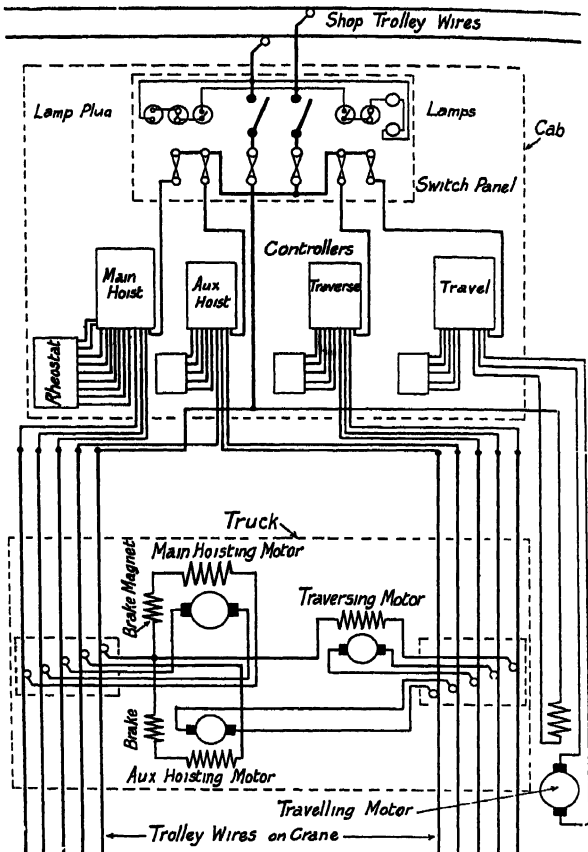 Shop Trolley Wires
Lamp Plug
Lamps
Cab
Switch Panel
Controllers
Main
Hoist
Aux
Hoist
Traverse
Travel
Rheostat
Truck
Main Hoisting Motor
Brake Magnet
Traversing Motor
Brake
Aux Hoisting Motor
Travelling Motor
Trolley Wires on Crane